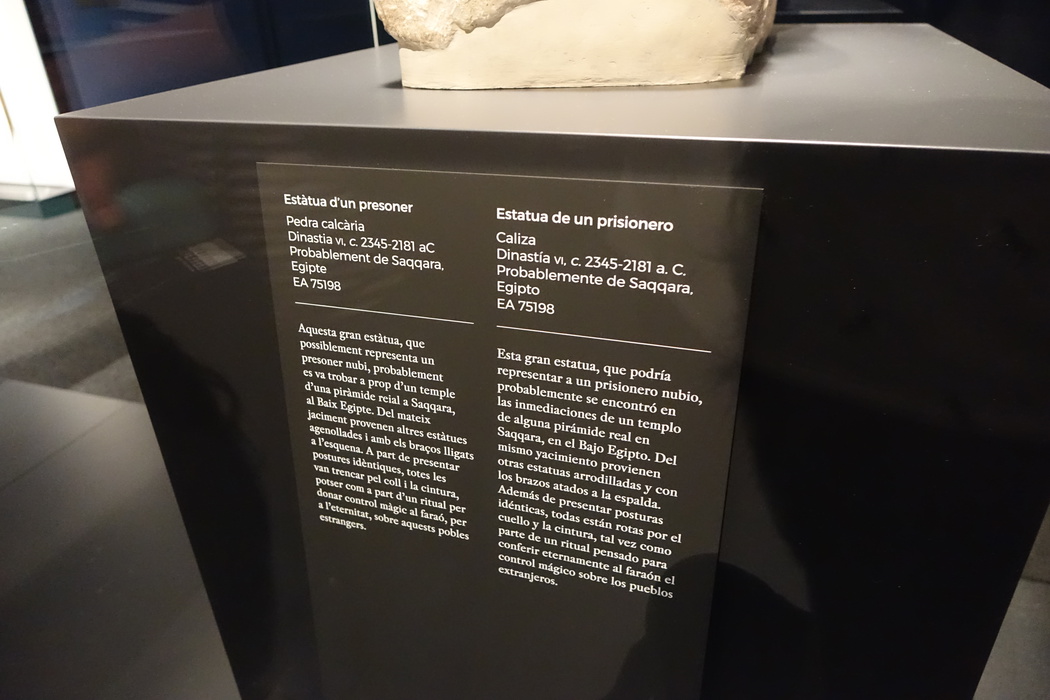 Estàtua d'un presoner
Pedra calcària
Dinastia VI, c. 2345-2181 aC
Probablement de Saqqara,
Egipte
EA 75198
Aquesta gran estàtua, que
possiblement representa un
presoner nubi, probablement
es va trobar a prop d'un temple
d'una piràmide reial a Saqqara,
al Baix Egipte. Del mateix
jaciment provenen altres estàtues
agenollades i amb els braços lligats
a l'esquena. A part de presentar
postures idèntiques, totes les
van trencar pel coll i la cintura,
potser com a part d'un ritual per
donar control màgic al faraó, per
a l'eternitat, sobre aquests pobles
estrangers.
Estatua de un prisionero
Caliza
Dinastía VI, c. 2345-2181 a. C.
Probablemente de Saqqara,
Egipto
EA 75198
Esta gran estatua, que podría
representar a un prisionero nubio,
probablemente se encontró en
las inmediaciones de un templo
de alguna pirámide real en
Saqqara, en el Bajo Egipto. Del
mismo yacimiento provienen
otras estatuas arrodilladas y con
los brazos atados a la espalda.
Además de presentar posturas
idénticas, todas están rotas por el
cuello y la cintura, tal vez como
parte de un ritual pensado para
conferir eternamente al faraón el
control mágico sobre los pueblos
extranjeros.